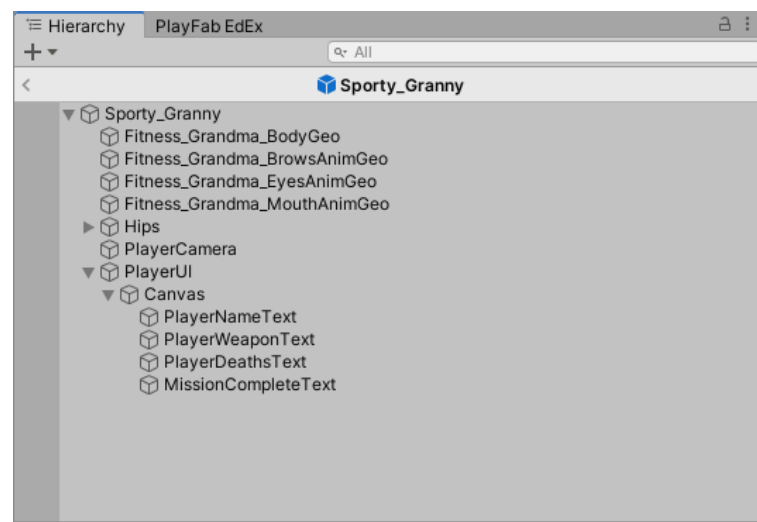 Hierarchy PlayFab EdEx
All
Sporty_Granny
Sporty_Granny
Fitness_Grandma_BodyGeo
Fitness_Grandma_BrowsAnimGeo
Fitness_Grandma_EyesAnimGeo
Fitness_Grandma_MouthAnimGeo
Hips
PlayerCamera
PlayerUI
Canvas
PlayerNameText
PlayerWeaponText
PlayerDeathsText
MissionCompleteText